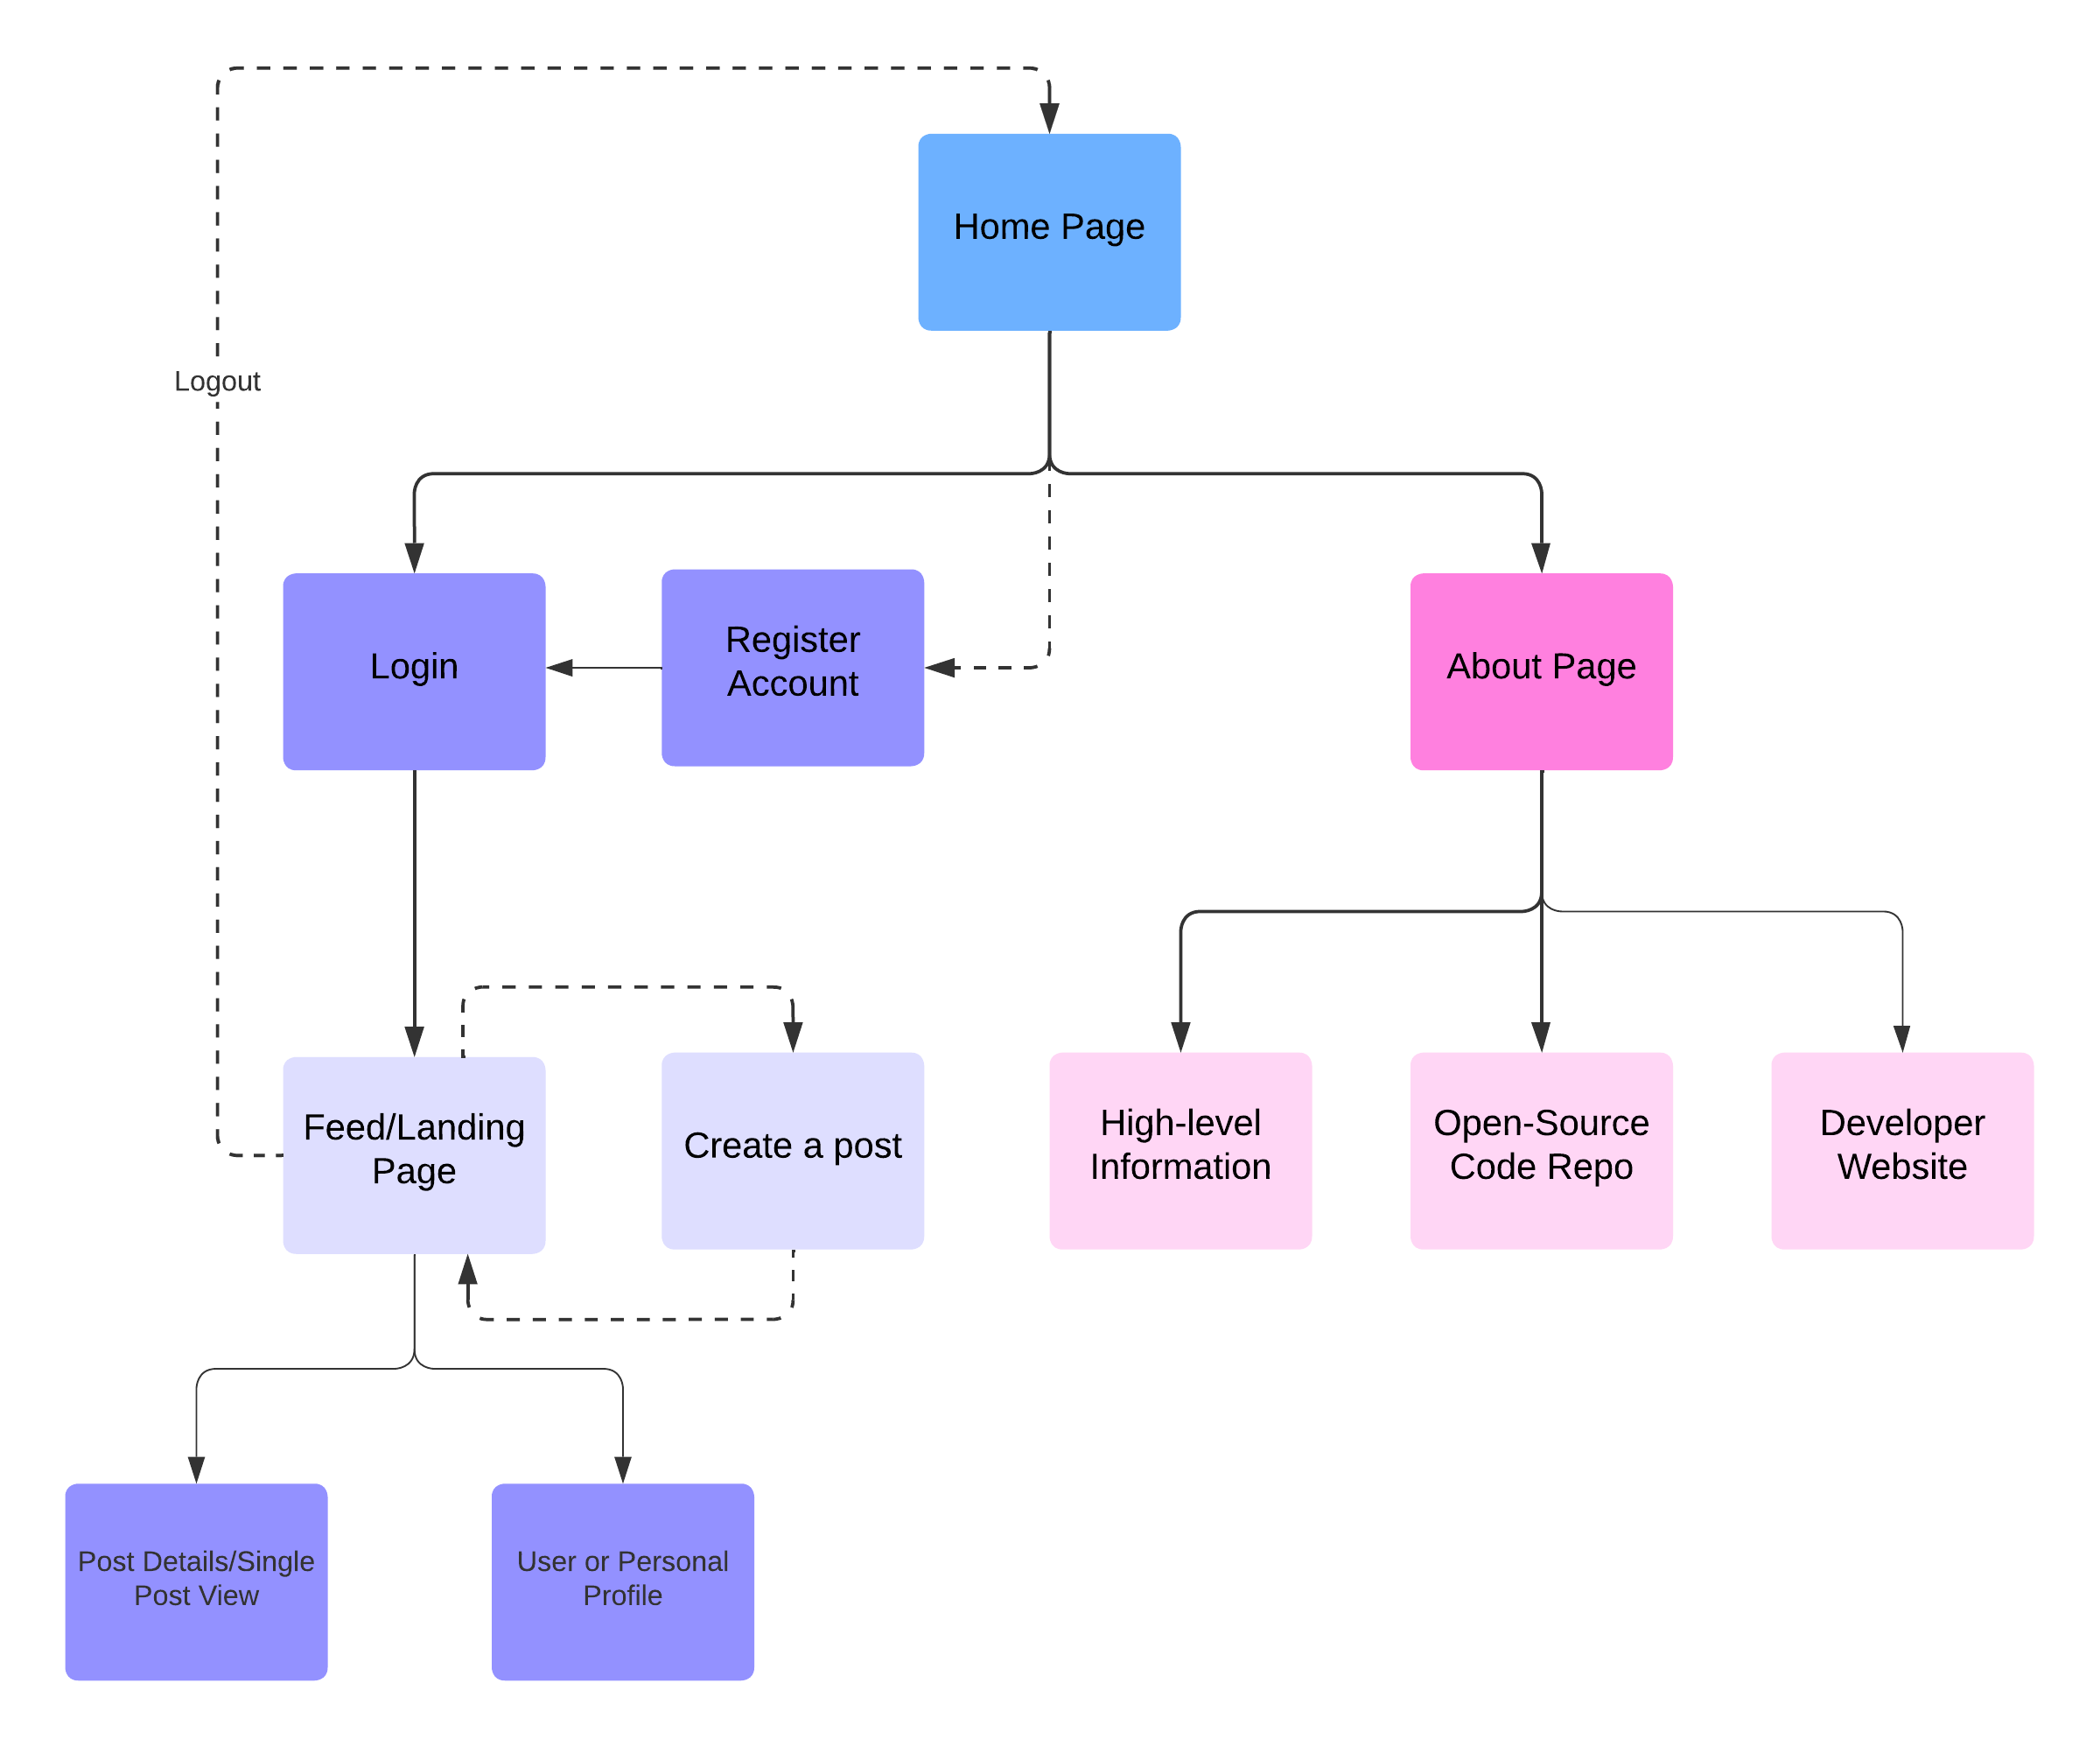 Home Page
Logout
Login
Register
Account
About Page
Feed/Landing
Page
Create a post
High-level
Information
Open-Source
Code Repo
Developer
Website
Post Details/Single
Post View
User or Personal
Profile